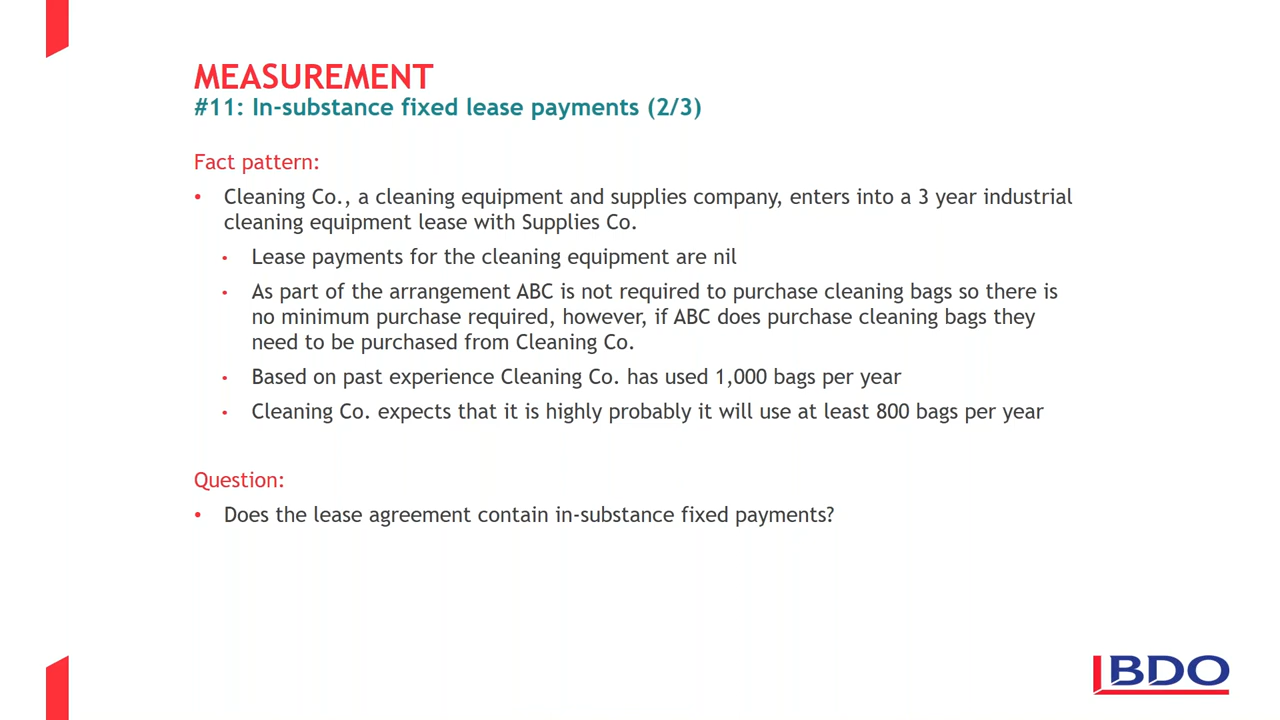 MEASUREMENT
#11: In-substance fixed lease payments (2/3)
Fact pattern:
• Cleaning Co., a cleaning equipment and supplies company, enters into a 3 year industrial
cleaning equipment lease with Supplies Co.
• Lease payments for the cleaning equipment are nil
• As part of the arrangement ABC is not required to purchase cleaning bags so there is
no minimum purchase required, however, if ABC does purchase cleaning bags they
need to be purchased from Cleaning Co.
• Based on past experience Cleaning Co. has used 1,000 bags per year
• Cleaning Co. expects that it is highly probably it will use at least 800 bags per year
Question:
• Does the lease agreement contain in-substance fixed payments?
BDO